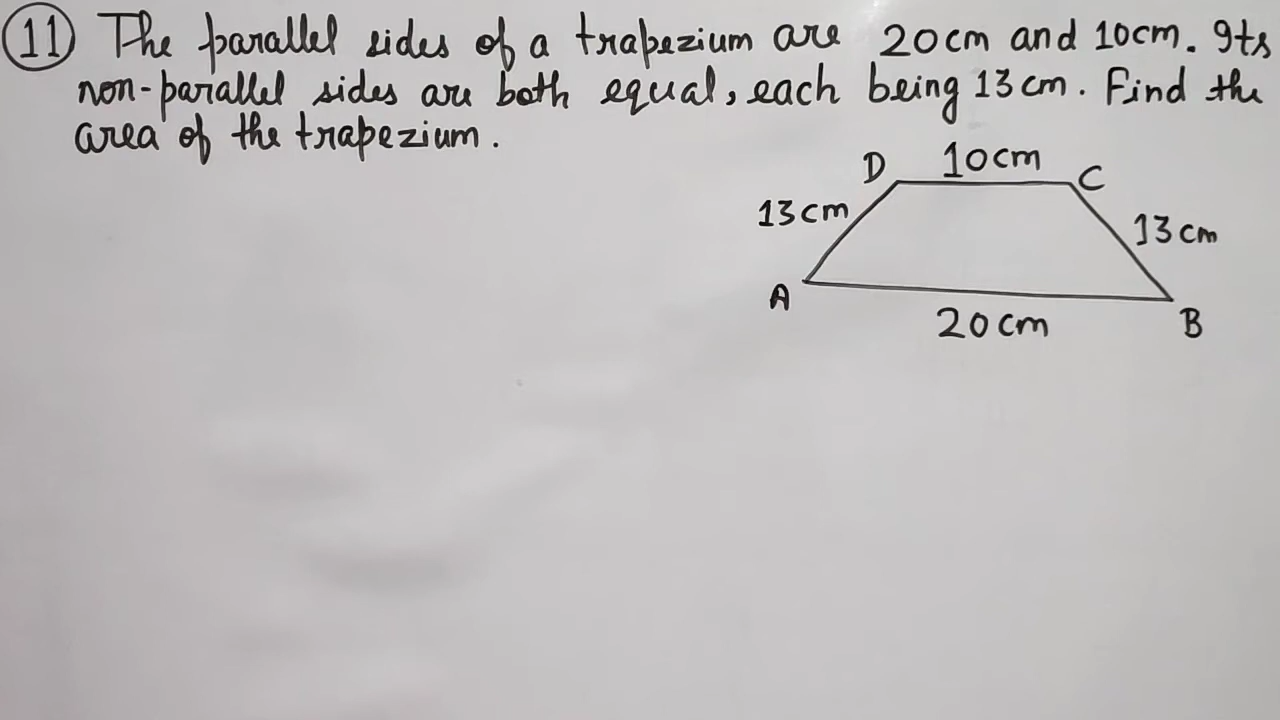 11 The parallel sides of a trapezium are 20cm and 10cm. Its
non-parallel sides are both equal, each being 13cm. Find the
area of the trapezium.
D 10cm C
13cm
13cm
A
20cm
B